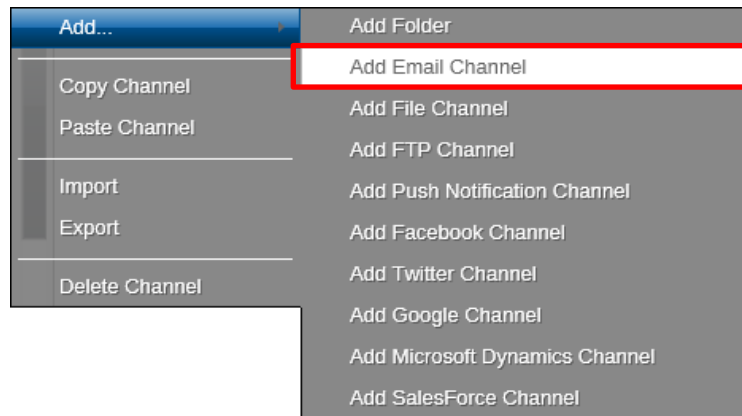 Add...
Copy Channel
Paste Channel
Import
Export
Delete Channel
Add Folder
Add Email Channel
Add File Channel
Add FTP Channel
Add Push Notification Channel
Add Facebook Channel
Add Twitter Channel
Add Google Channel
Add Microsoft Dynamics Channel
Add SalesForce Channel